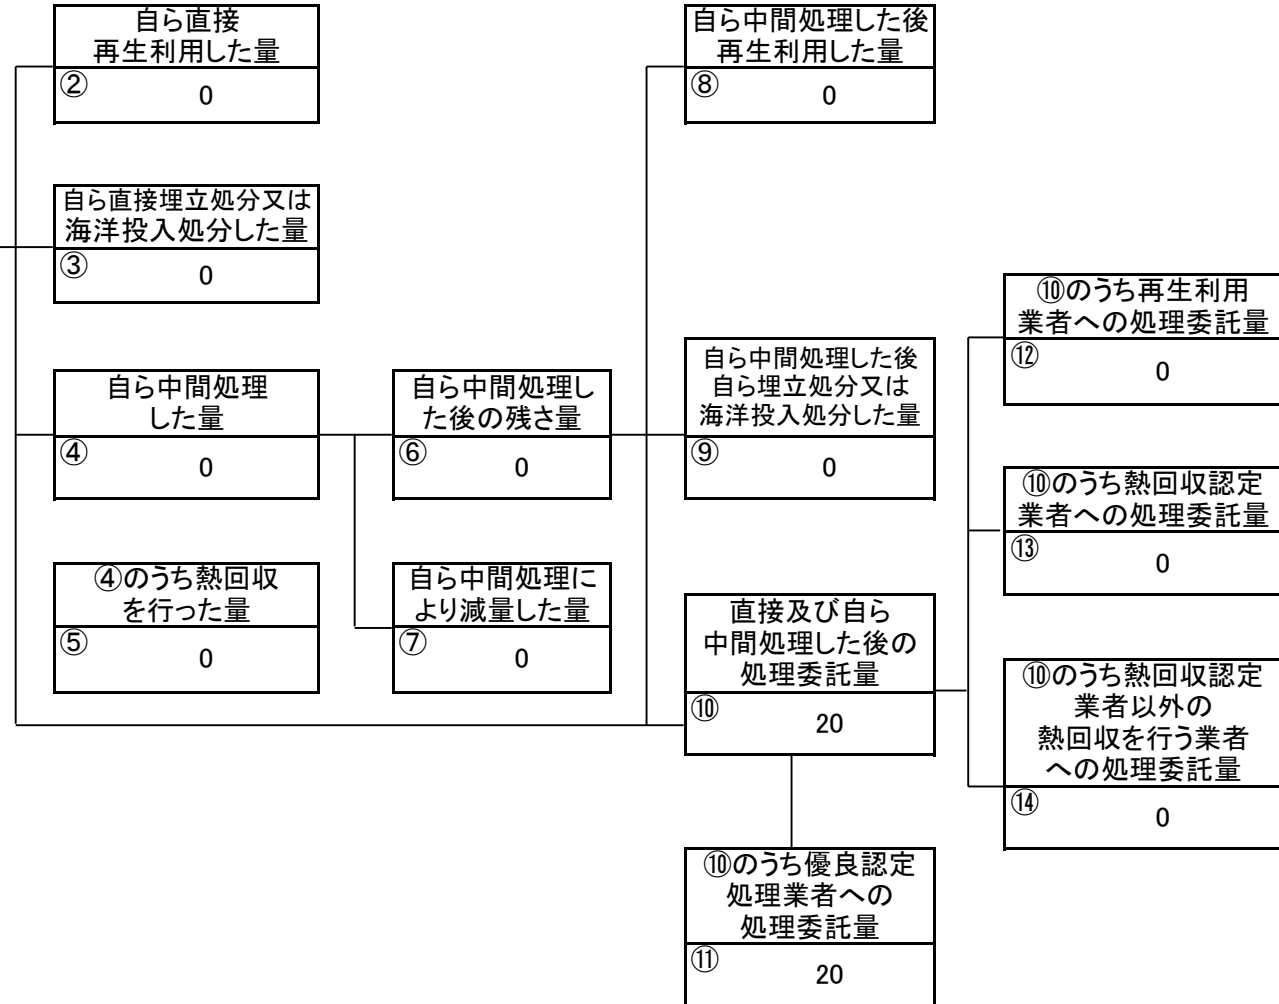 自ら直接
再生利用した量
②
0
自ら直接埋立処分又は
海洋投入処分した量
③
0
自ら中間処理
した量
④
0
④のうち熱回収
を行った量
⑤
0
自ら中間処理し
た後の残さ量
⑥
0
自ら中間処理に
より減量した量
⑦
0
自ら中間処理した後
再生利用した量
⑧
0
自ら中間処理した後
自ら埋立処分又は
海洋投入処分した量
⑨
0
直接及び自ら
中間処理した後の
処理委託量
⑩
20
⑩のうち優良認定
処理業者への
処理委託量
⑪
20
⑩のうち再生利用
業者への処理委託量
⑫
0
⑩のうち熱回収認定
業者への処理委託量
⑬
0
⑩のうち熱回収認定
業者以外の
熱回収を行う業者
への処理委託量
⑭
0